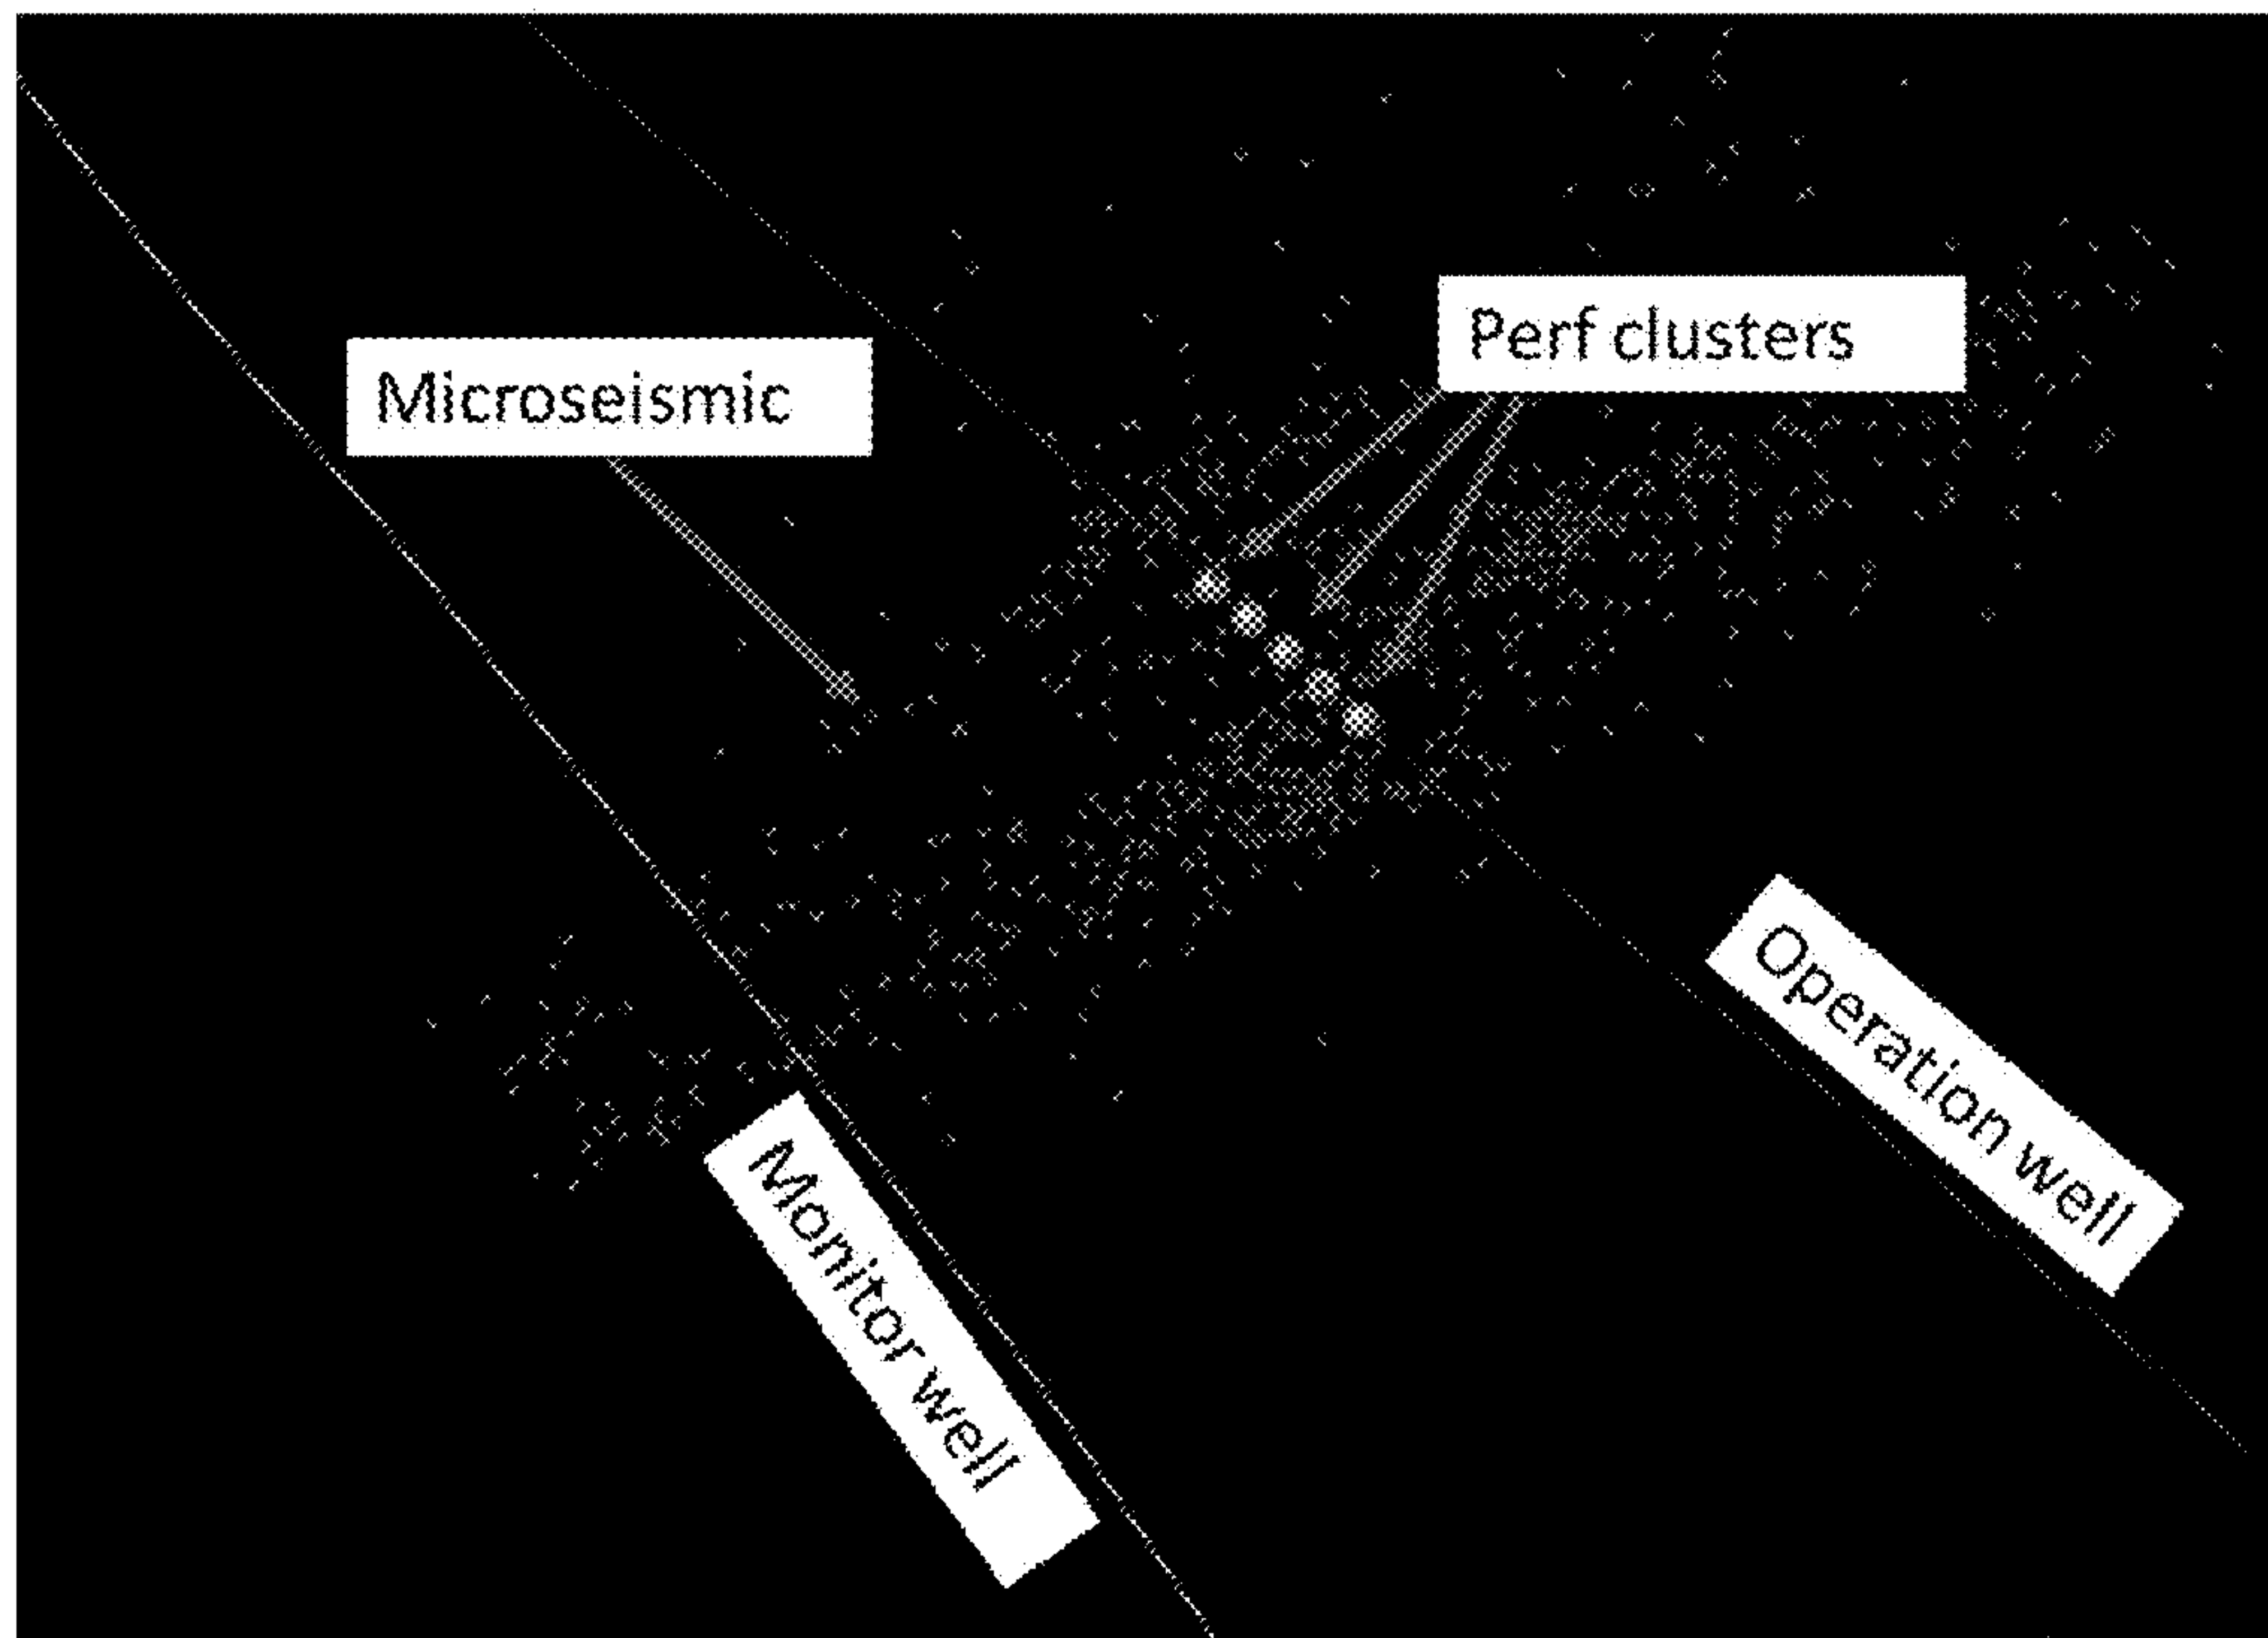 Perf clusters
Microseismic
Operation well
Monitor well